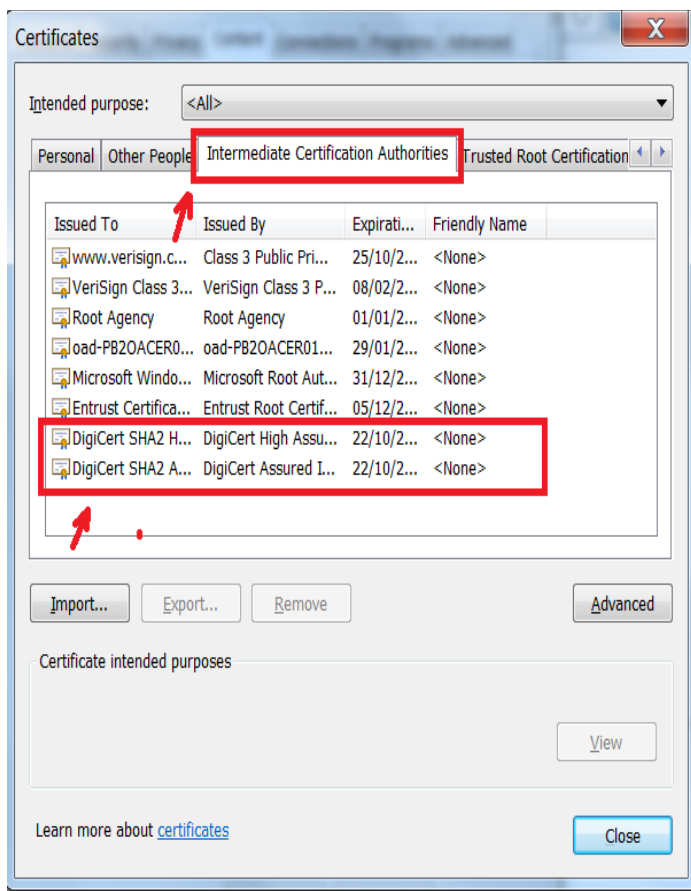 Certificates
Intended purpose: <All>
Personal Other People Intermediate Certification Authorities Trusted Root Certification
Issued To Issued By Expirati... Friendly Name
www.verisign.c... Class 3 Public Pri... 25/10/2... <None>
VeriSign Class 3... VeriSign Class 3 P... 08/02/2... <None>
Root Agency Root Agency 01/01/2... <None>
oad-PB2OACER0... oad-PB2OACER01... 29/01/2... <None>
Microsoft Windo... Microsoft Root Aut... 31/12/2... <None>
Entrust Certifica... Entrust Root Certif... 05/12/2... <None>
DigiCert SHA2 H... DigiCert High Assu... 22/10/2... <None>
DigiCert SHA2 A... DigiCert Assured I... 22/10/2... <None>
Import... Export... Remove Advanced
Certificate intended purposes
View
Learn more about certificates
Close